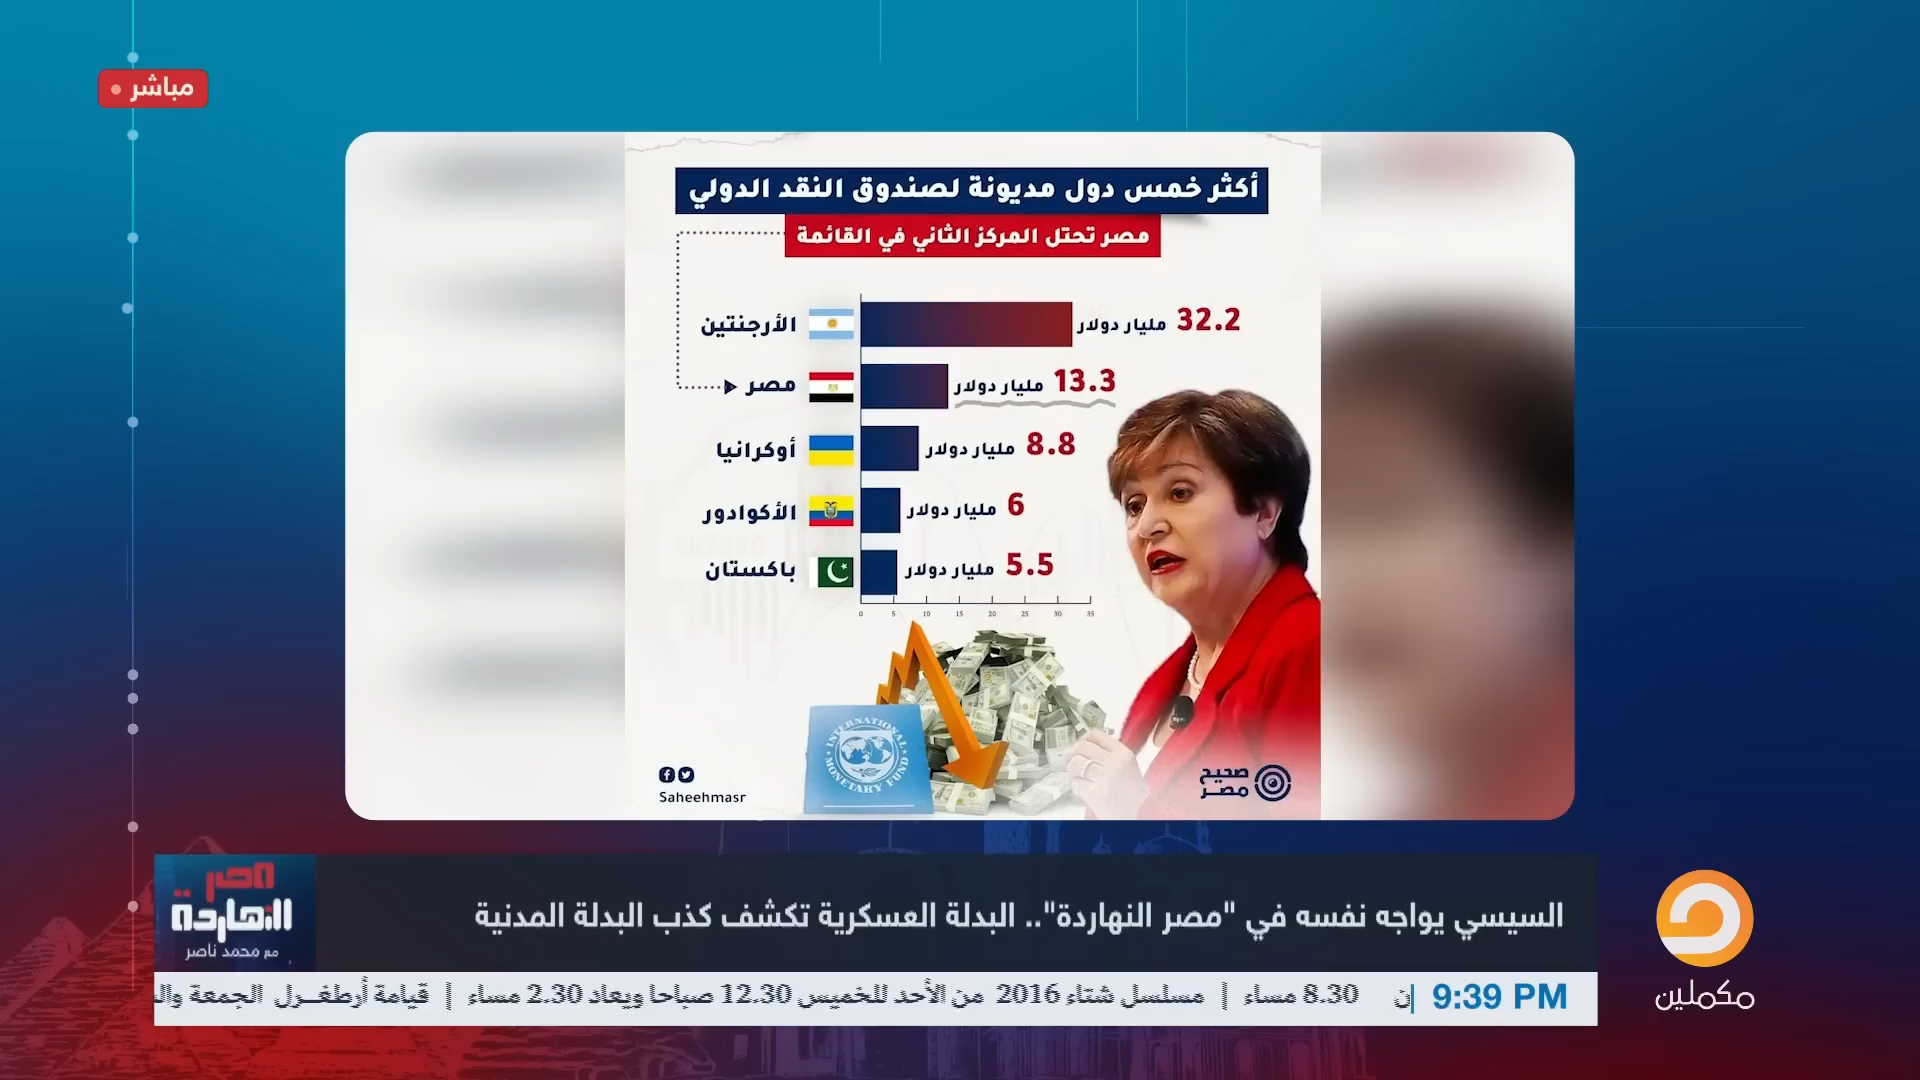 مباشر
أكثر خمس دول مديونة لصندوق النقد الدولي
مصر تحتل المركز الثاني في القائمة
الأرجنتين 32.2 مليار دولار
مصر 13.3 مليار دولار
أوكرانيا 8.8 مليار دولار
الأكوادور 6 مليار دولار
باكستان 5.5 مليار دولار
0 5 10 15 20 25 30 35
INTERNATIONAL MONETARY FUND
Saheehmasr
صحيح
مصر
مصر
النهاردة
مع محمد ناصر
السيسي يواجه نفسه في "مصر النهاردة".. البدلة العسكرية تكشف كذب البدلة المدنية
9:39 PM
8.30 مساء | مسلسل شتاء 2016 من الأحد للخميس 12.30 صباحا ويعاد 2.30 مساء | قيامة أرطغـرل الجمعة
مكملين